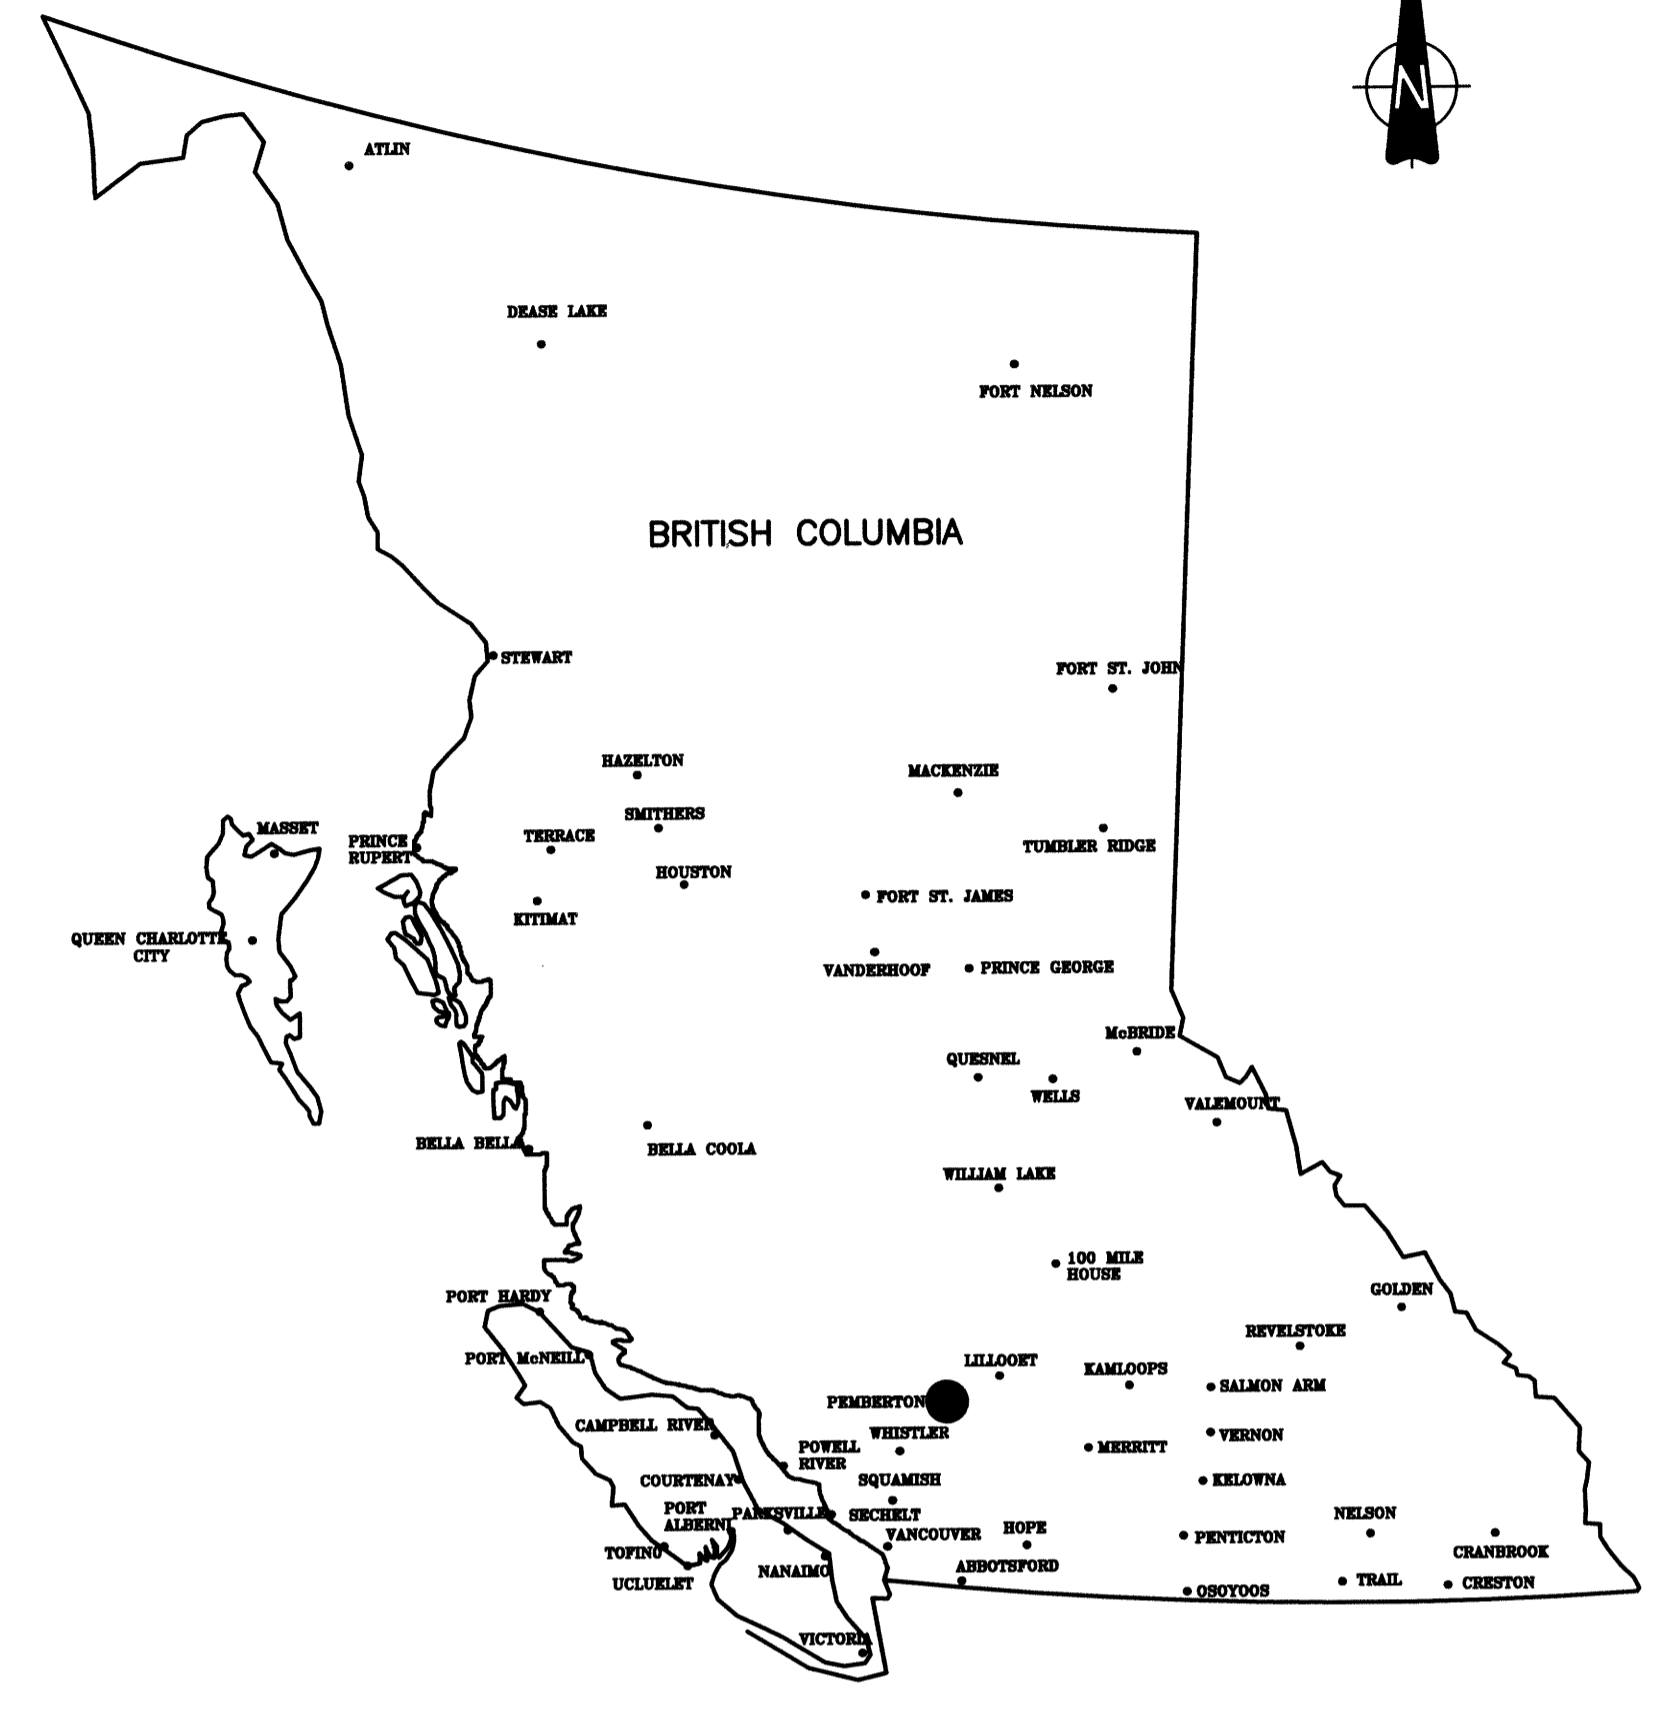 N
ATLIN
DEASE LAKE
FORT NELSON
BRITISH COLUMBIA
STEWART
FORT ST. JOHN
HAZELTON
MACKENZIE
SMITHERS
MASSET
TERRACE
PRINCE
RUPERT
TUMBLER RIDGE
HOUSTON
FORT ST. JAMES
KITIMAT
QUEEN CHARLOTTE
CITY
VANDERHOOF
PRINCE GEORGE
McBRIDE
QUESNEL
WELLS
VALEMOUNT
BELLA BELLA
BELLA COOLA
WILLIAM LAKE
100 MILE
HOUSE
GOLDEN
PORT HARDY
REVELSTOKE
PORT McNEILL
LILLOOET
KAMLOOPS
SALMON ARM
PEMBERTON
CAMPBELL RIVER
WHISTLER
VERNON
POWELL
RIVER
MERRITT
COURTENAY
SQUAMISH
KELOWNA
PORT
ALBERNI
PARKSVILLE
SECHELT
NELSON
VANCOUVER
HOPE
PENTICTON
TOFINO
CRANBROOK
NANAIMO
ABBOTSFORD
UCLUELET
TRAIL
CRESTON
OSOYOOS
VICTORIA